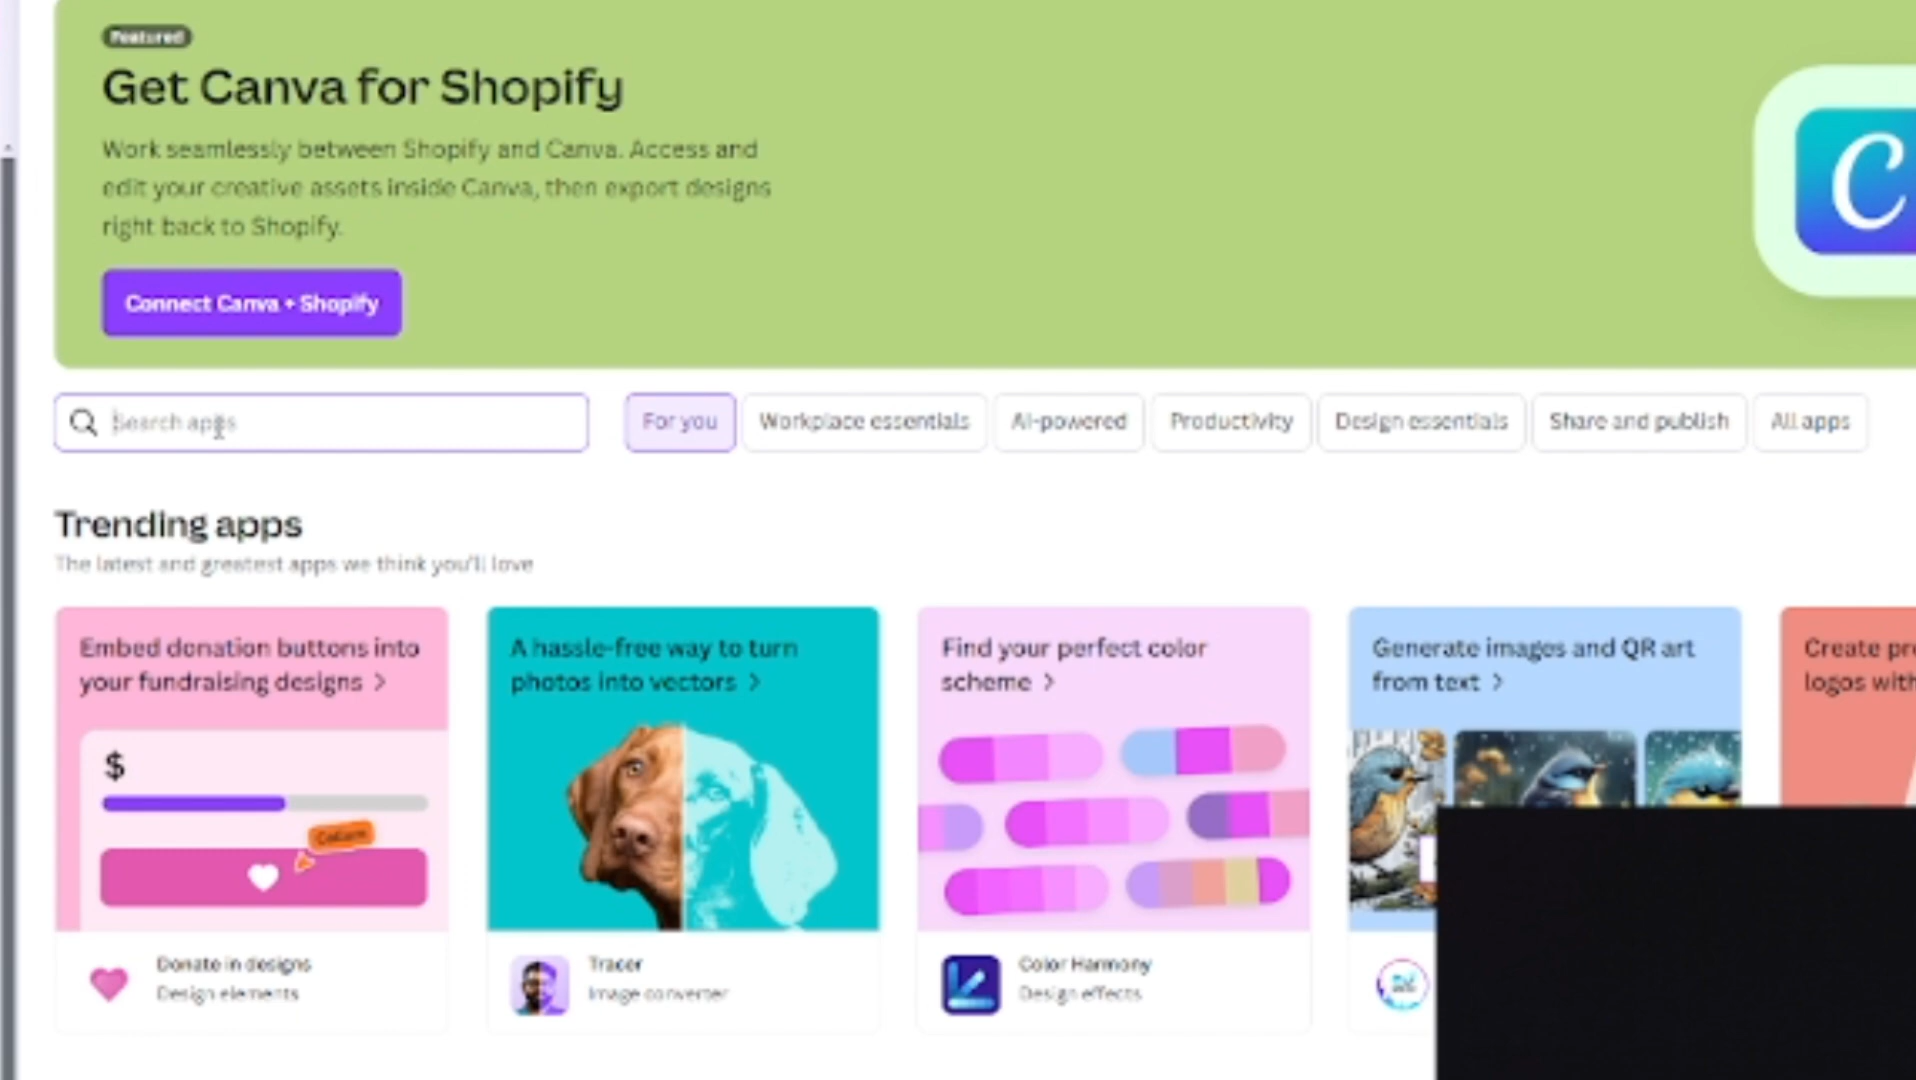 Featured
Get Canva for Shopify
Work seamlessly between Shopify and Canva. Access and
edit your creative assets inside Canva, then export designs
right back to Shopify.
C
Connect Canva + Shopify
Search apps
For you
Workplace essentials
AI-powered
Productivity
Design essentials
Share and publish
All apps
Trending apps
The latest and greatest apps we think you'll love
Embed donation buttons into
your fundraising designs >
$
A hassle-free way to turn
photos into vectors >
Find your perfect color
scheme >
Generate images and QR art
from text >
Create
logos with
Donate in designs
Design elements
Tracer
Image converter
Color Harmony
Design effects